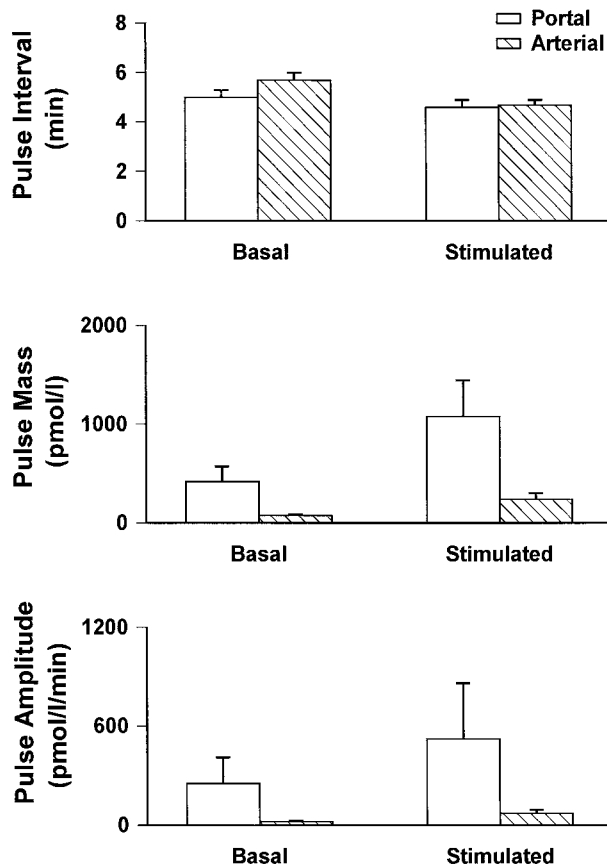 Portal
Arterial
Pulse Interval
(min)
8
6
4
2
0
Basal
Stimulated
Pulse Mass
(pmol/l)
2000
1000
0
Basal
Stimulated
Pulse Amplitude
(pmol/l/min)
1200
600
0
Basal
Stimulated